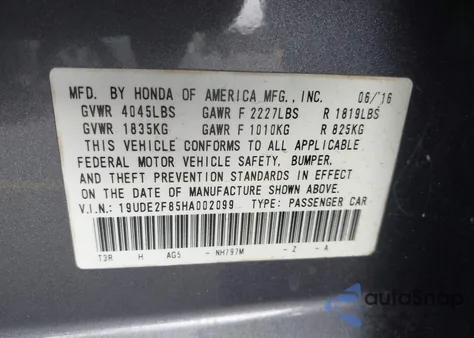 MFD. BY HONDA OF AMERICA MFG., INC. 06/16
GVWR 4045LBS GAWR F 2227LBS R 1819LBS
GVWR 1835KG GAWR F 1010KG R 825KG
THIS VEHICLE CONFORMS TO ALL APPLICABLE
FEDERAL MOTOR VEHICLE SAFETY, BUMPER,
AND THEFT PREVENTION STANDARDS IN EFFECT
ON THE DATE OF MANUFACTURE SHOWN ABOVE.
V.I.N.: 19UDE2F85HA002099 TYPE: PASSENGER CAR
T3R H AG5 - NH797M - Z - A
autoSnap